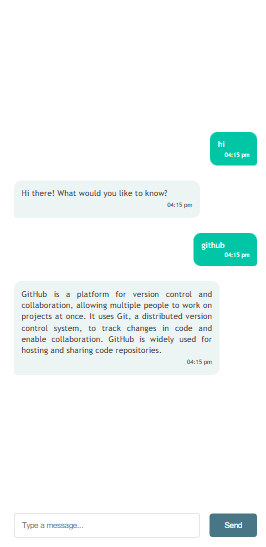 hi
04:15 pm
Hi there! What would you like to know?
04:15 pm
github
04:15 pm
GitHub is a platform for version control and
collaboration, allowing multiple people to work on
projects at once. It uses Git, a distributed version
control system, to track changes in code and
enable collaboration. GitHub is widely used for
hosting and sharing code repositories.
04:15 pm
Type a message...
Send